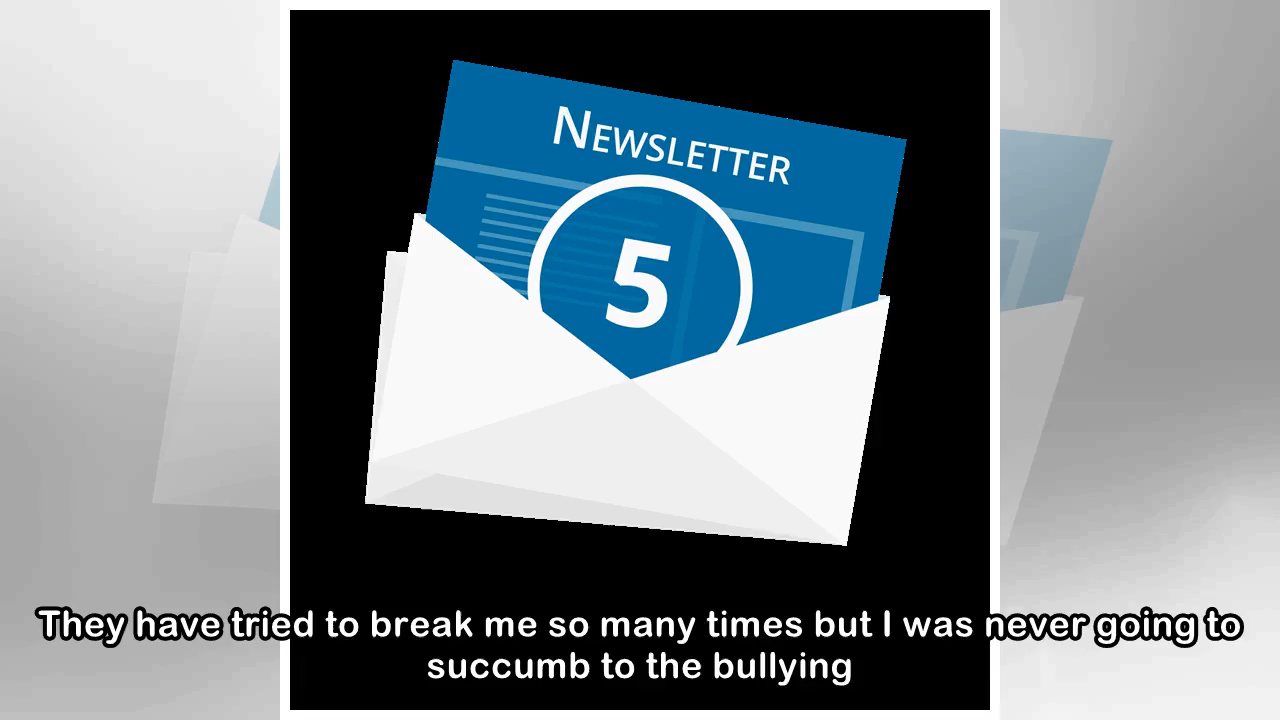 NEWSLETTER
5
They have tried to break me so many times but I was never going to
succumb to the bullying